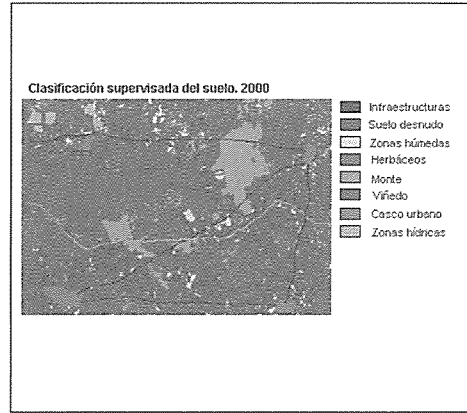 Clasificación supervisada del suelo. 2000
Infraestructuras
Suelo desnudo
Zonas húmedas
Herbáceos
Monte
Viñedo
Casco urbano
Zonas hídricas